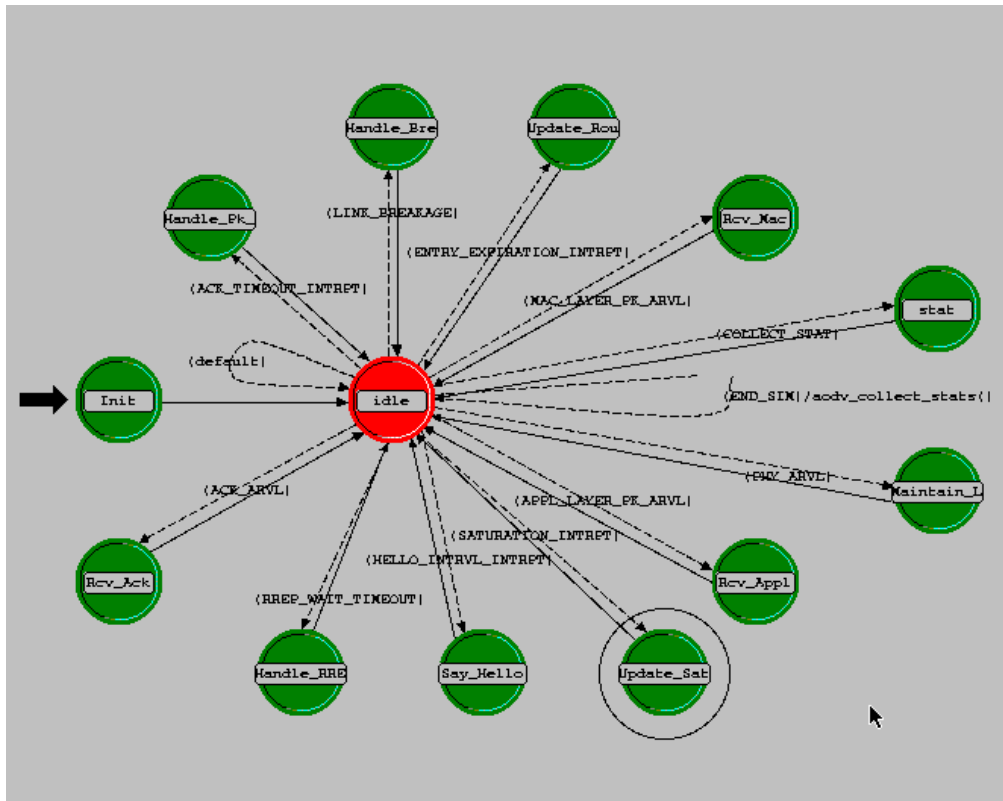 Handle_Bre
Update_Rou
Handle_Pk_
(LINK_BREAKAGE)
Rcv_Mac
(ENTRY_EXPIRATION_INTRPT)
(ACK_TIMEOUT_INTRPT)
(MAC_LAYER_PK_ARVL)
stat
(COLLECT_STAT)
(default)
Init
idle
(END_SIM)/aodv_collect_stats()
(PHY_ARVL)
Maintain_L
(ACK_ARVL)
(APPL_LAYER_PK_ARVL)
(SATURATION_INTRPT)
(HELLO_INTRVL_INTRPT)
Rcv_Ack
Rcv_Appl
(RREP_WAIT_TIMEOUT)
Handle_RRE
Say_Hello
Update_Sat